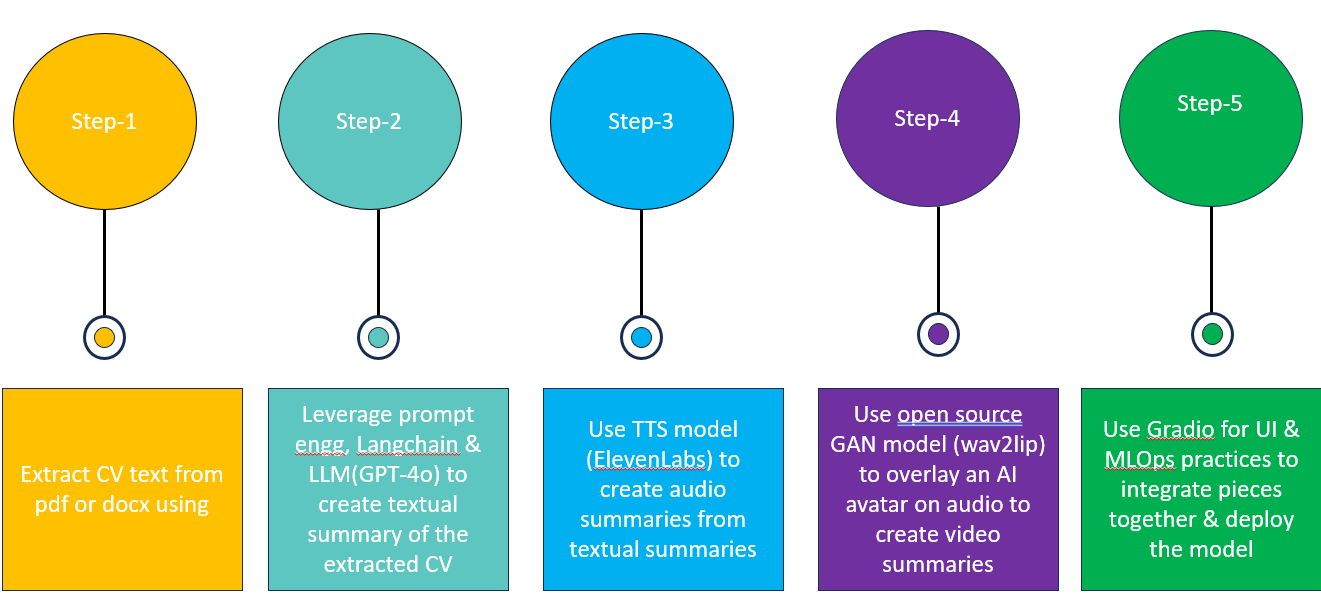 Step-1
Step-2
Step-3
Step-4
Step-5
Extract CV text from
pdf or docx using
Leverage prompt
engg, Langchain &
LLM(GPT-4o) to
create textual
summary of the
extracted CV
Use TTS model
(ElevenLabs) to
create audio
summaries from
textual summaries
Use open source
GAN model (wav2lip)
to overlay an AI
avatar on audio to
create video
summaries
Use Gradio for UI &
MLOps practices to
integrate pieces
together & deploy
the model